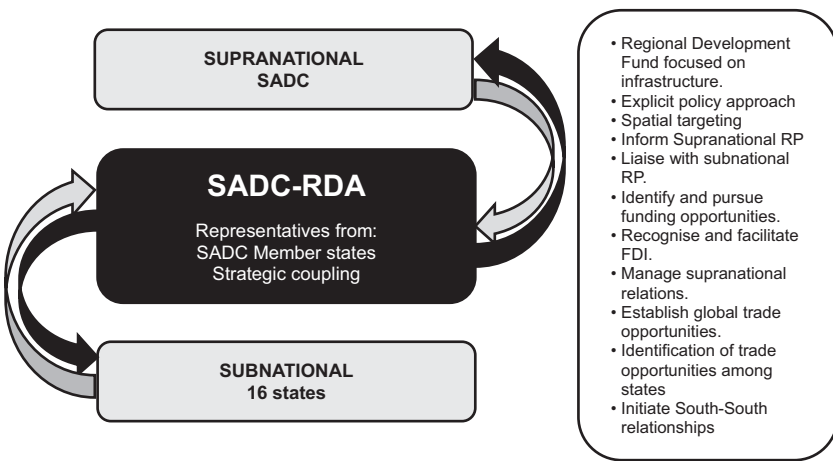 SUPRANATIONAL
SADC
SADC-RDA
Representatives from:
SADC Member states
Strategic coupling
SUBNATIONAL
16 states
• Regional Development
Fund focused on
infrastructure.
• Explicit policy approach
• Spatial targeting
• Inform Supranational RP
• Liaise with subnational
RP.
• Identify and pursue
funding opportunities.
• Recognise and facilitate
FDI.
• Manage supranational
relations.
• Establish global trade
opportunities.
• Identification of trade
opportunities among
states
• Initiate South-South
relationships